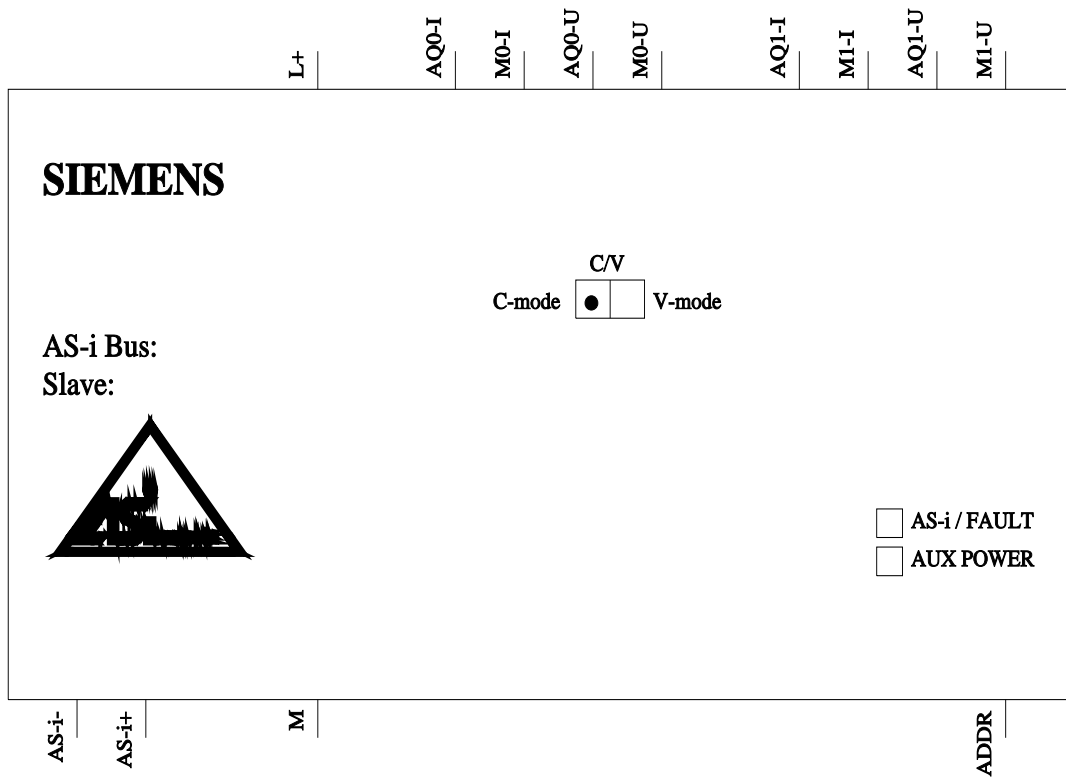 L+
AQ0-I
M0-I
AQ0-U
M0-U
AQ1-I
M1-I
AQ1-U
M1-U
SIEMENS
C/V
C-mode
V-mode
AS-i Bus:
Slave:
AS-i / FAULT
AUX POWER
AS-i-
AS-i+
M
ADDR